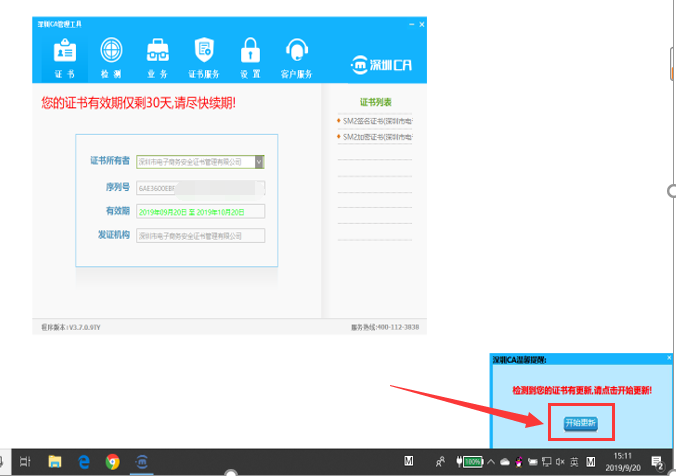 深圳CA管理工具
证书 检测 业务 证书服务 设置 客户服务
深圳CA
您的证书有效期仅剩30天,请尽快续期!
证书列表
SM2签名证书(深圳市电
SM2加密证书(深圳市电
证书所有者 深圳市电子商务安全证书管理有限公司
序列号 6AE3600EBE
有效期 2019年09月20日 至 2019年10月20日
发证机构 深圳市电子商务安全证书管理有限公司
程序版本:V3.7.0.9TY
服务热线:400-112-3838
深圳CA温馨提醒:
检测到您的证书有更新,请点击开始更新!
开始更新
100%
英
M
M
15:11
2019/9/20
2